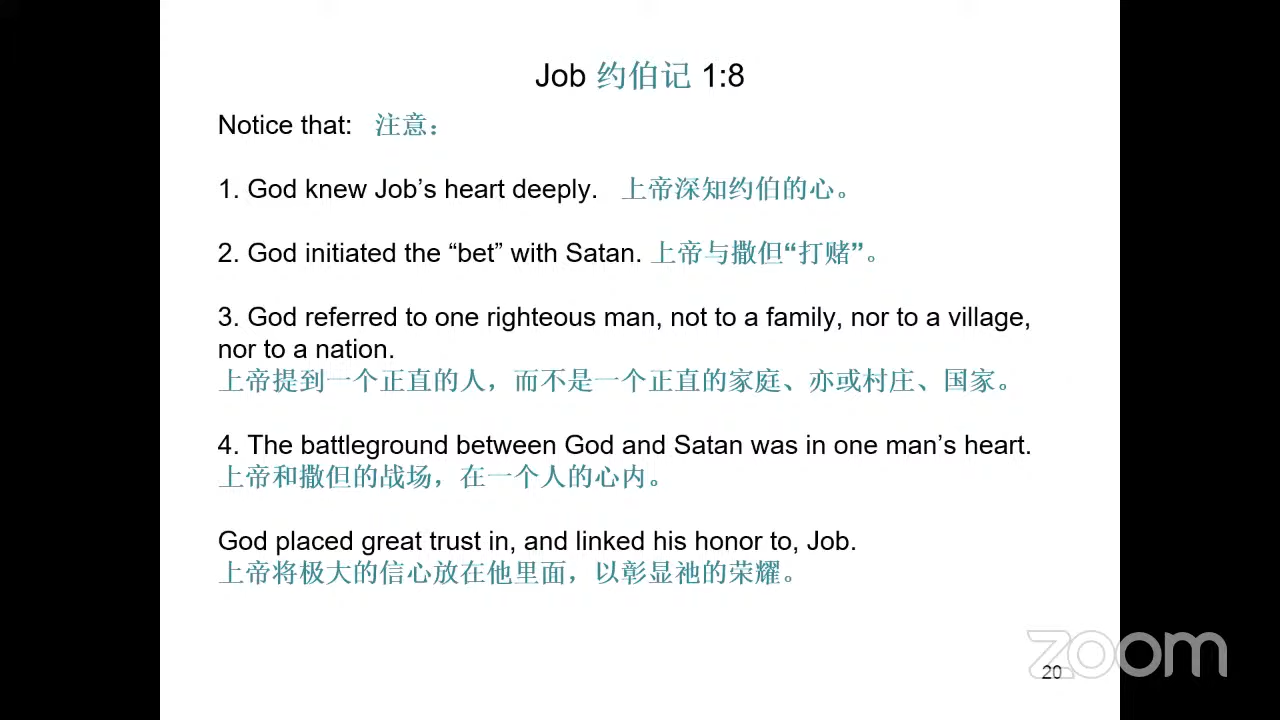 Job 约伯记 1:8
Notice that: 注意：
1. God knew Job’s heart deeply. 上帝深知约伯的心。
2. God initiated the “bet” with Satan. 上帝与撒但“打赌”。
3. God referred to one righteous man, not to a family, nor to a village,
nor to a nation.
上帝提到一个正直的人，而不是一个正直的家庭、亦或村庄、国家。
4. The battleground between God and Satan was in one man’s heart.
上帝和撒但的战场，在一个人的心内。
God placed great trust in, and linked his honor to, Job.
上帝将极大的信心放在他里面，以彰显祂的荣耀。
zoom
20